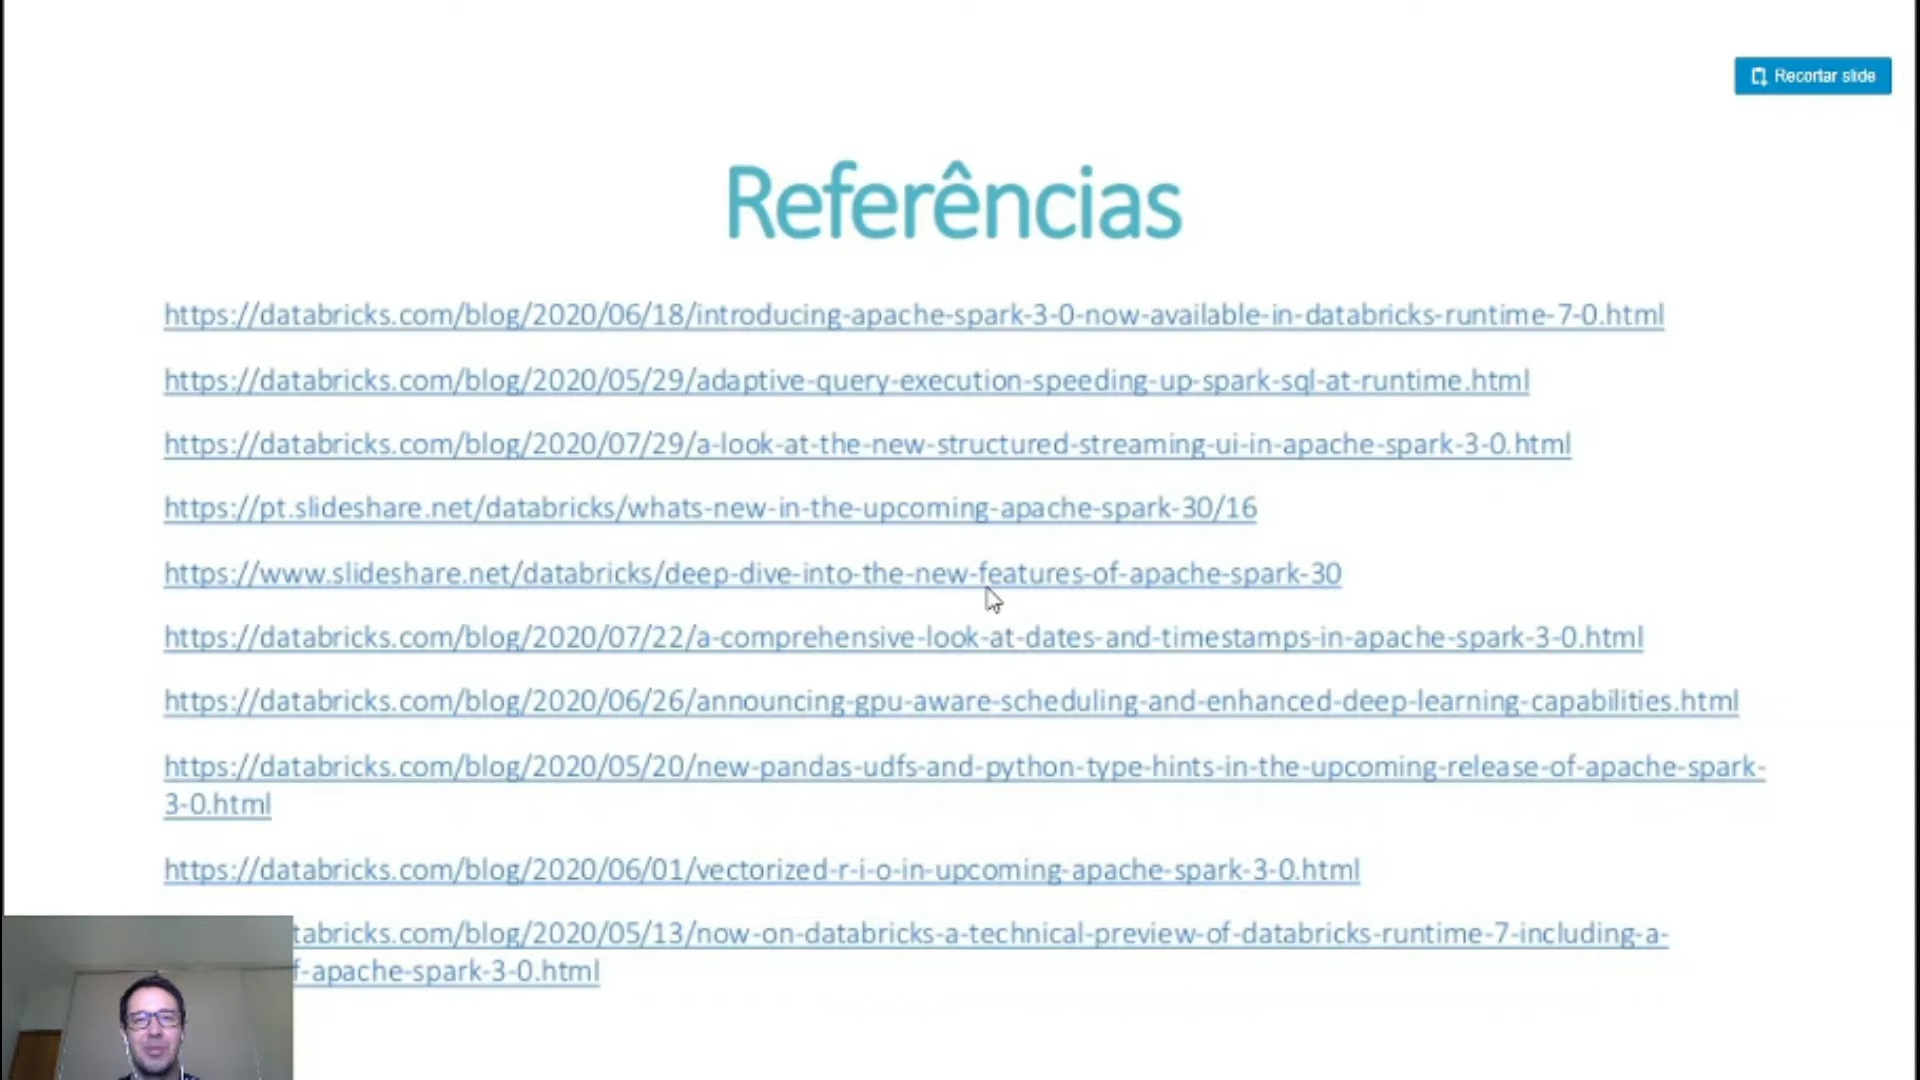 Recortar slide
Referências
https://databricks.com/blog/2020/06/18/introducing-apache-spark-3-0-now-available-in-databricks-runtime-7-0.html
https://databricks.com/blog/2020/05/29/adaptive-query-execution-speeding-up-spark-sql-at-runtime.html
https://databricks.com/blog/2020/07/29/a-look-at-the-new-structured-streaming-ui-in-apache-spark-3-0.html
https://pt.slideshare.net/databricks/whats-new-in-the-upcoming-apache-spark-30/16
https://www.slideshare.net/databricks/deep-dive-into-the-new-features-of-apache-spark-30
https://databricks.com/blog/2020/07/22/a-comprehensive-look-at-dates-and-timestamps-in-apache-spark-3-0.html
https://databricks.com/blog/2020/06/26/announcing-gpu-aware-scheduling-and-enhanced-deep-learning-capabilities.html
https://databricks.com/blog/2020/05/20/new-pandas-udfs-and-python-type-hints-in-the-upcoming-release-of-apache-spark-
3-0.html
https://databricks.com/blog/2020/06/01/vectorized-r-i-o-in-upcoming-apache-spark-3-0.html
tabricks.com/blog/2020/05/13/now-on-databricks-a-technical-preview-of-databricks-runtime-7-including-a-
f-apache-spark-3-0.html